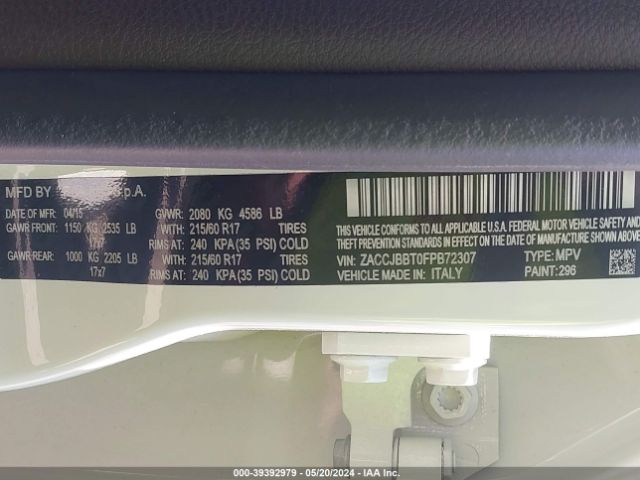 MFD BY p.A.
DATE OF MFR: 04/15 GVWR: 2080 KG 4586 LB
GAWR FRONT: 1150 KG 2535 LB WITH: 215/60 R17 TIRES
17x7 RIMS AT: 240 KPA (35 PSI) COLD
GAWR-REAR: 1000 KG 2205 LB WITH: 215/60 R17 TIRES
17x7 RIMS AT: 240 KPA (35 PSI) COLD
THIS VEHICLE CONFORMS TO ALL APPLICABLE U.S.A. FEDERAL MOTOR VEHICLE SAFETY
STANDARDS IN EFFECT ON THE DATE OF MANUFACTURE SHOWN ABOVE.
VIN: ZACCJBBT0FPB72307 TYPE: MPV
VEHICLE MADE IN: ITALY PAINT: 296
000-39392979 - 05/20/2024 - IAA Inc.